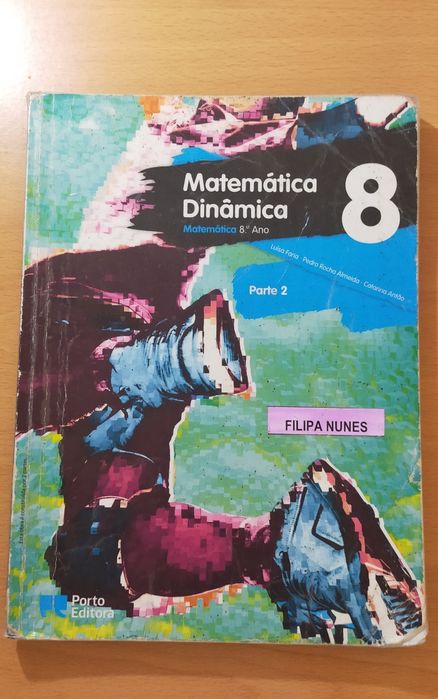 Matemática
Dinâmica
8
Matemática 8.º Ano
Luísa Faria · Pedro Rocha Almeida · Catarina Antão
Parte 2
FILIPA NUNES
Porto
Editora